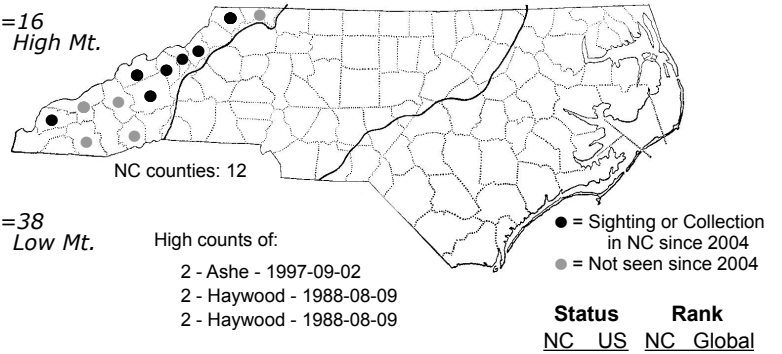 =16
High Mt.
NC counties: 12
=38
Low Mt.
High counts of:
2 - Ashe - 1997-09-02
2 - Haywood - 1988-08-09
2 - Haywood - 1988-08-09
= Sighting or Collection
in NC since 2004
= Not seen since 2004
Status Rank
NC US NC Global